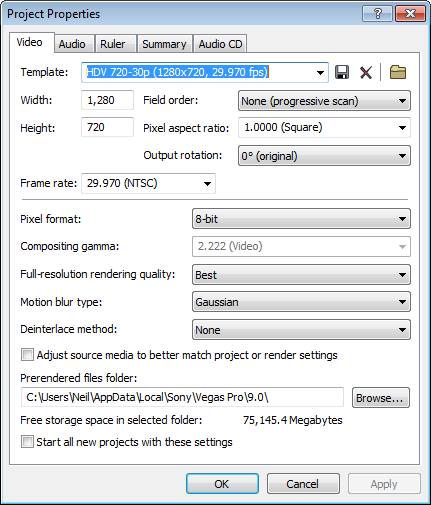 Project Properties
Video Audio Ruler Summary Audio CD
Template: HDV 720-30p (1280x720, 29.970 fps)
Width: 1,280 Field order: None (progressive scan)
Height: 720 Pixel aspect ratio: 1.0000 (Square)
Output rotation: 0° (original)
Frame rate: 29.970 (NTSC)
Pixel format: 8-bit
Compositing gamma: 2.222 (Video)
Full-resolution rendering quality: Best
Motion blur type: Gaussian
Deinterlace method: None
Adjust source media to better match project or render settings
Prerendered files folder:
C:\Users\Neil\AppData\Local\Sony\Vegas Pro\9.0\ Browse...
Free storage space in selected folder: 75,145.4 Megabytes
Start all new projects with these settings
OK Cancel Apply